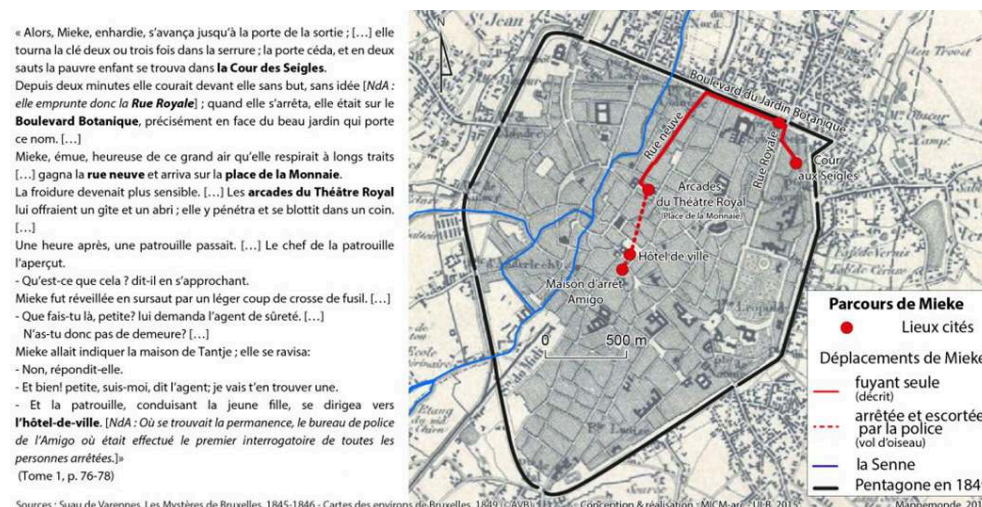 « Alors, Mieke, enhardie, s’avança jusqu’à la porte de la sortie ; […] elle
tourna la clé deux ou trois fois dans la serrure ; la porte céda, et en deux
sauts la pauvre enfant se trouva dans la Cour des Seigles.
Depuis deux minutes elle courait devant elle sans but, sans idée [NdA :
elle emprunte donc la Rue Royale] ; quand elle s’arrêta, elle était sur le
Boulevard Botanique, précisément en face du beau jardin qui porte
ce nom. […]
Mieke, émue, heureuse de ce grand air qu’elle respirait à longs traits
[…] gagna la rue neuve et arriva sur la place de la Monnaie.
La froidure devenait plus sensible. […] Les arcades du Théâtre Royal
lui offraient un gîte et un abri ; elle y pénétra et se blottit dans un coin.
[…]
Une heure après, une patrouille passait. […] Le chef de la patrouille
l’aperçut.
- Qu’est-ce que cela ? dit-il en s’approchant.
Mieke fut réveillée en sursaut par un léger coup de crosse de fusil. […]
- Que fais-tu là, petite? lui demanda l’agent de sûreté. […]
N’as-tu donc pas de demeure? […]
Mieke allait indiquer la maison de Tantje ; elle se ravisa:
- Non, répondit-elle.
- Et bien! petite, suis-moi, dit l’agent; je vais t’en trouver une.
- Et la patrouille, conduisant la jeune fille, se dirigea vers
l’hôtel-de-ville. [NdA : Où se trouvait la permanence, le bureau de police
de l’Amigo où était effectué le premier interrogatoire de toutes les
personnes arrêtées.]»
(Tome 1, p. 76-78)
N
St Jean
Boulevard du Jardin Botanique
Rue neuve
Rue Royale
Cour
aux Seigles
Arcades
du Théâtre Royal
(Place de la Monnaie)
Hôtel de ville
Maison d’arrêt
Amigo
0 500 m
Parcours de Mieke
Lieux cités
Déplacements de Mieke
fuyant seule
(décrit)
arrêtée et escortée
par la police
(vol d’oiseau)
la Senne
Pentagone en 1849
Sources : Suau de Varennes, Les Mystères de Bruxelles, 1845-1846 - Cartes des environs de Bruxelles, 1849 (©AVB)
Conception & réalisation : MICM-arc - ULB, 2015
Mappemonde, 201